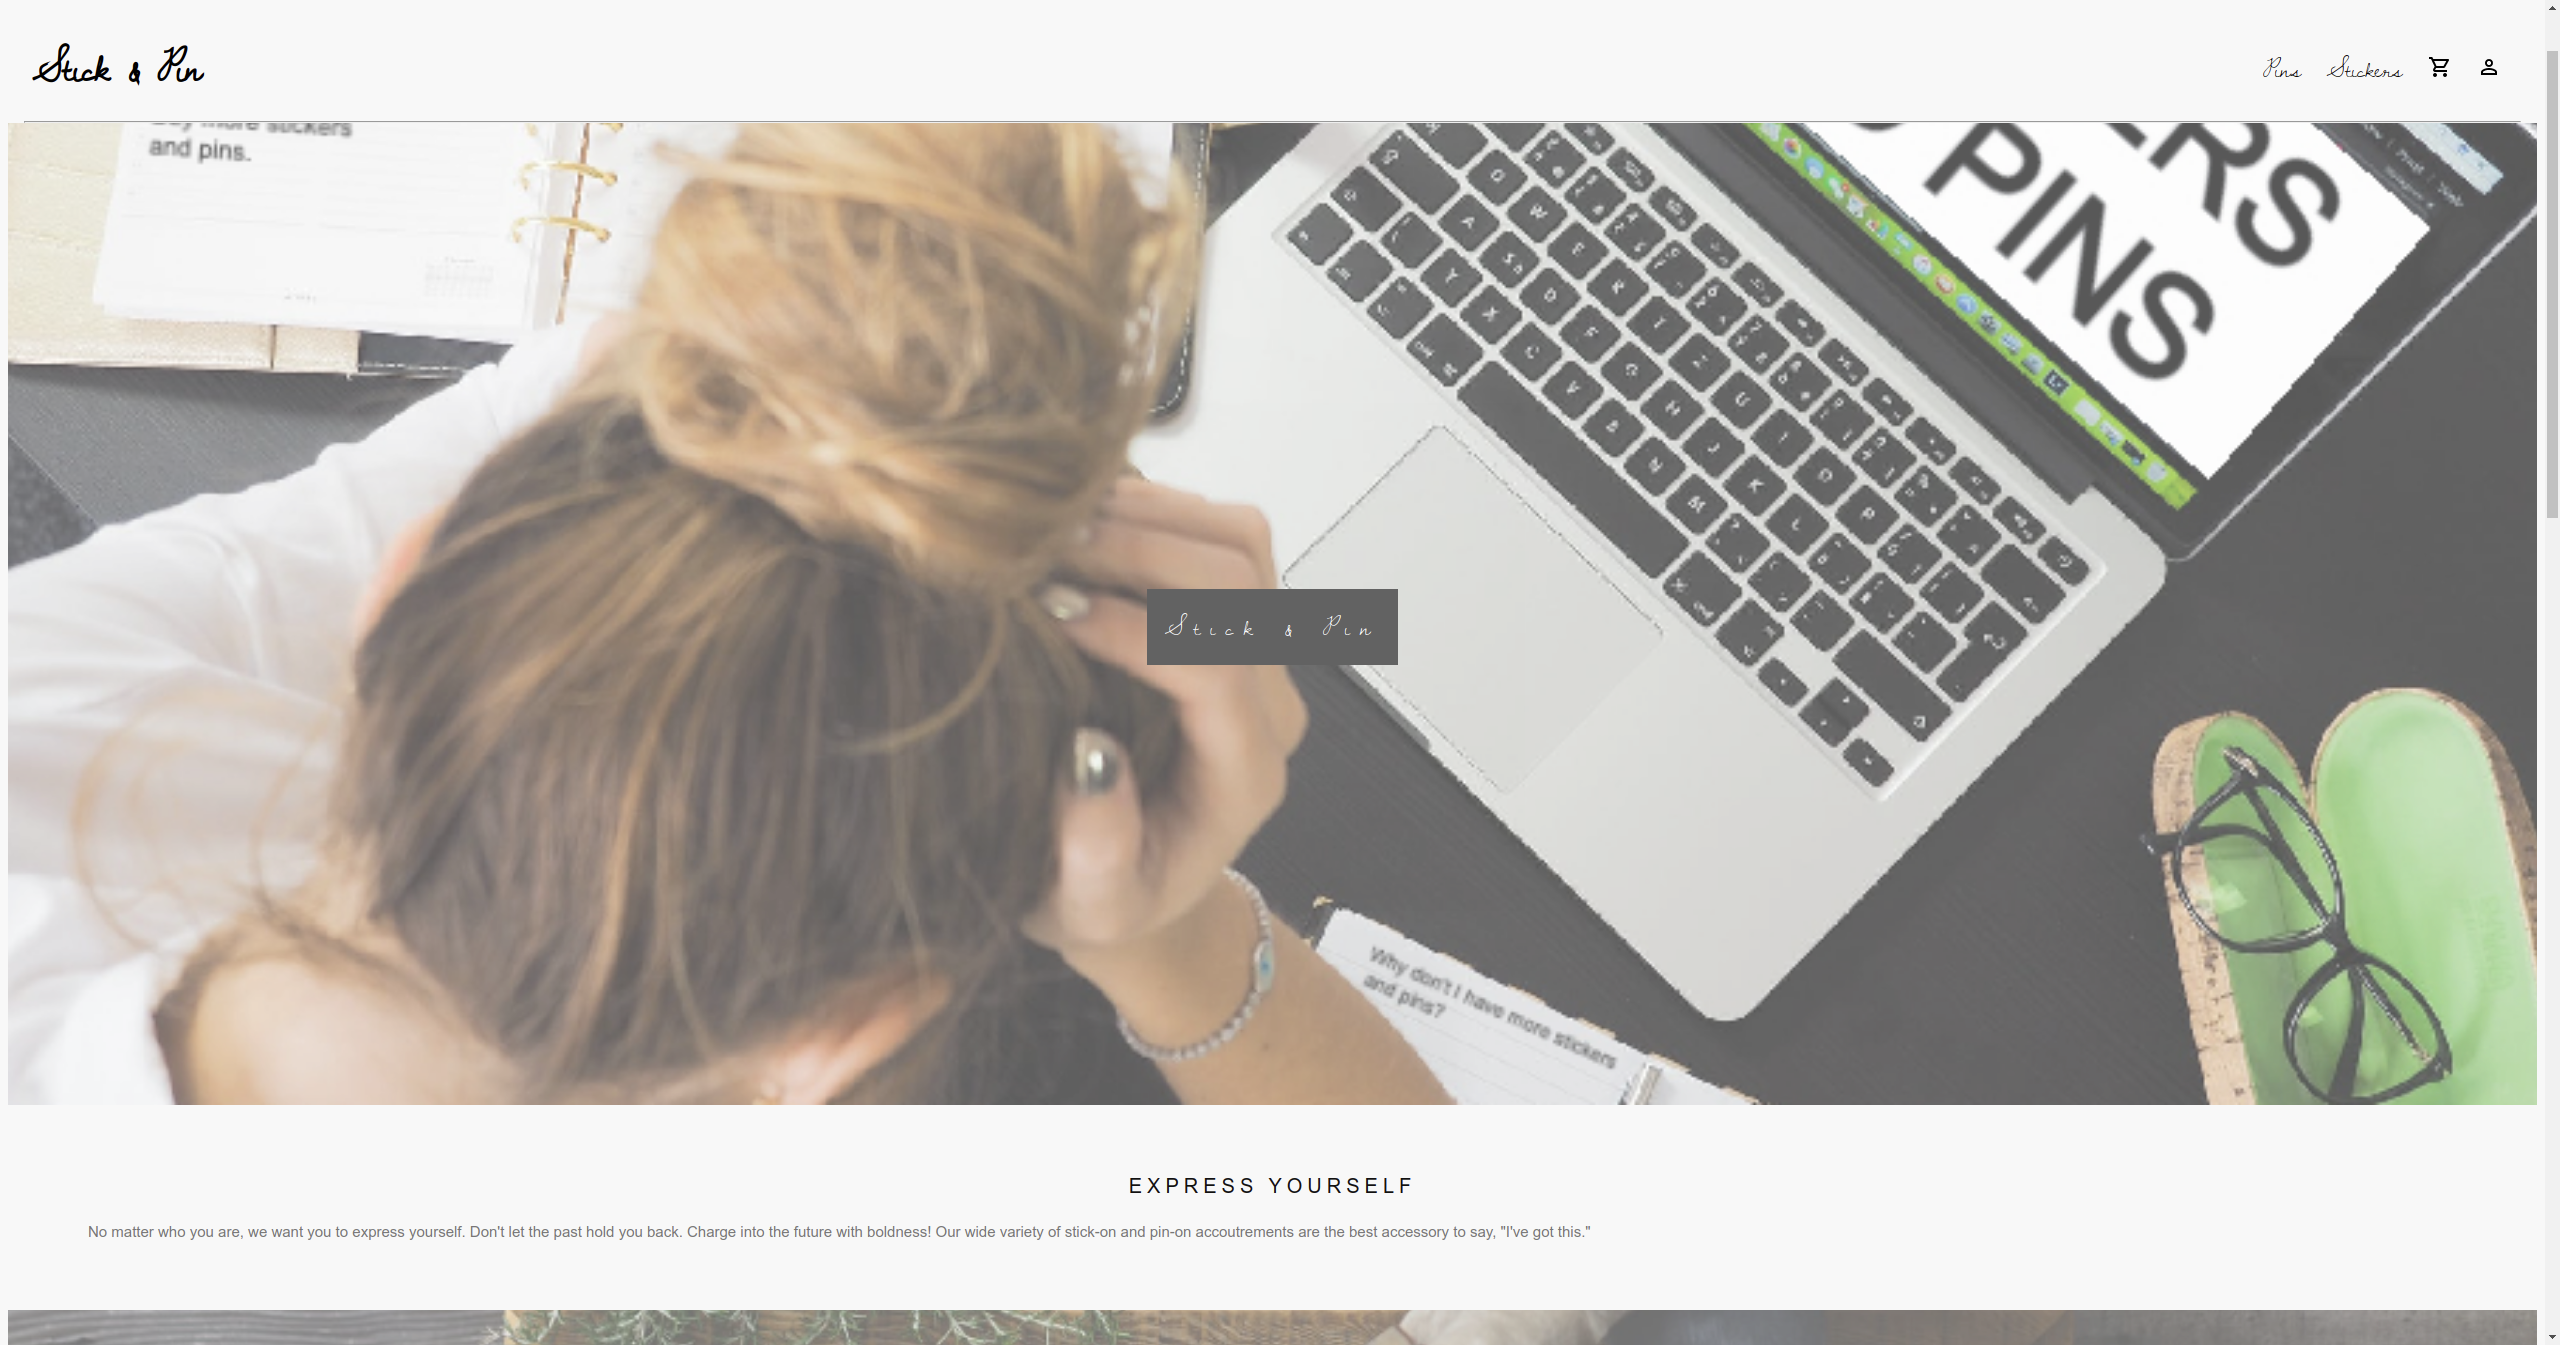 Stick & Pin
Pins Stickers
and pins.
PINS
Stick & Pin
Why don't I have more stickers
and pins?
EXPRESS YOURSELF
No matter who you are, we want you to express yourself. Don't let the past hold you back. Charge into the future with boldness! Our wide variety of stick-on and pin-on accoutrements are the best accessory to say, "I've got this."